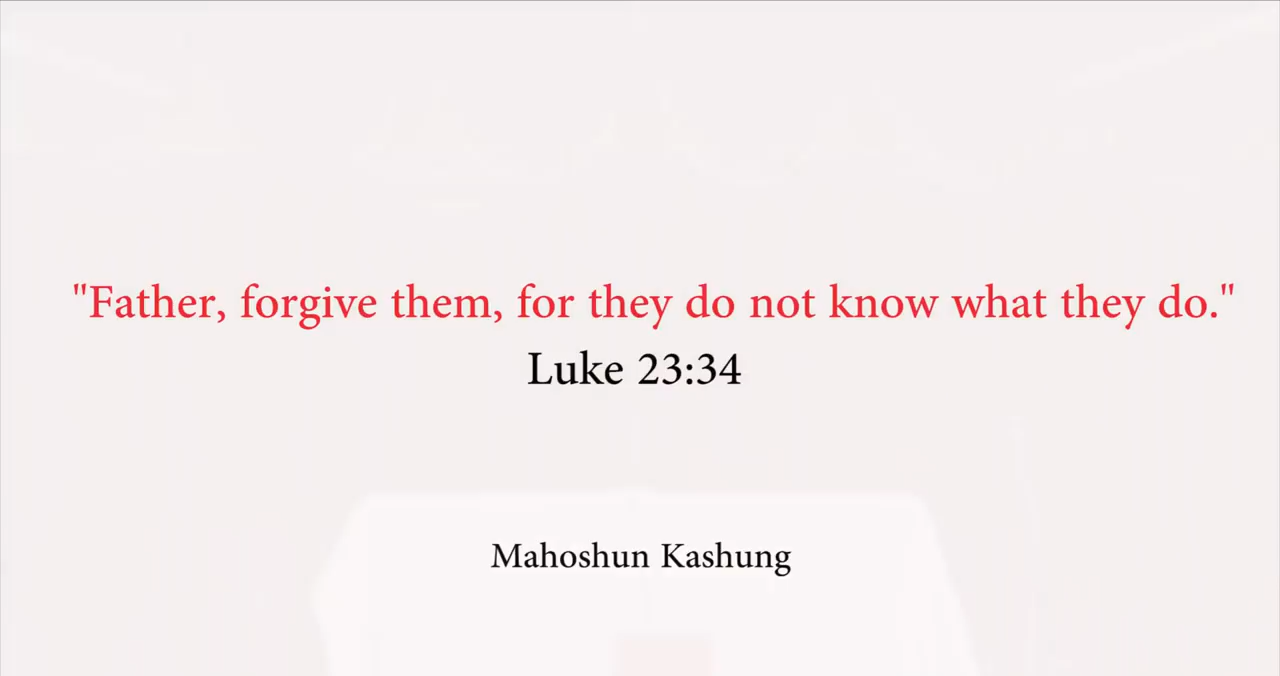 "Father, forgive them, for they do not know what they do."
Luke 23:34
Mahoshun Kashung